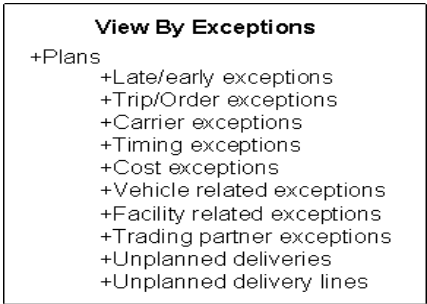 View By Exceptions
+Plans
+Late/early exceptions
+Trip/Order exceptions
+Carrier exceptions
+Timing exceptions
+Cost exceptions
+Vehicle related exceptions
+Facility related exceptions
+Trading partner exceptions
+Unplanned deliveries
+Unplanned delivery lines